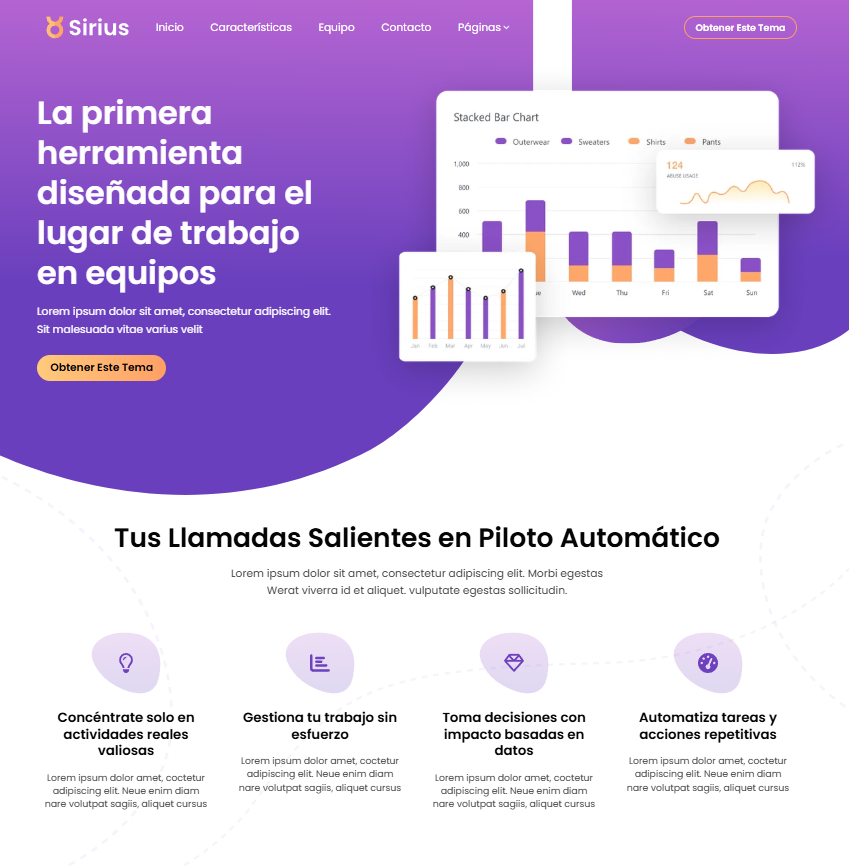 Sirius
Inicio
Características
Equipo
Contacto
Páginas
Obtener Este Tema
La primera
herramienta
diseñada para el
lugar de trabajo
en equipos
Lorem ipsum dolor sit amet, consectetur adipiscing elit.
Sit malesuada vitae varius velit
Obtener Este Tema
Stacked Bar Chart
Outerwear
Sweaters
Shirts
Pants
1,000
800
600
400
Wed
Thu
Fri
Sat
Sun
124
ABUSE USAGE
112%
Jan
Feb
Mar
Apr
May
Jun
Jul
Tus Llamadas Salientes en Piloto Automático
Lorem ipsum dolor sit amet, consectetur adipiscing elit. Morbi egestas
Werat viverra id et aliquet. vulputate egestas sollicitudin.
Concéntrate solo en
actividades reales
valiosas
Lorem ipsum dolor amet, coctetur
adipiscing elit. Neue enim diam
nare volutpat sagiis, aliquet cursus
Gestiona tu trabajo sin
esfuerzo
Lorem ipsum dolor amet, coctetur
adipiscing elit. Neue enim diam
nare volutpat sagiis, aliquet cursus
Toma decisiones con
impacto basadas en
datos
Lorem ipsum dolor amet, coctetur
adipiscing elit. Neue enim diam
nare volutpat sagiis, aliquet cursus
Automatiza tareas y
acciones repetitivas
Lorem ipsum dolor amet, coctetur
adipiscing elit. Neue enim diam
nare volutpat sagiis, aliquet cursus